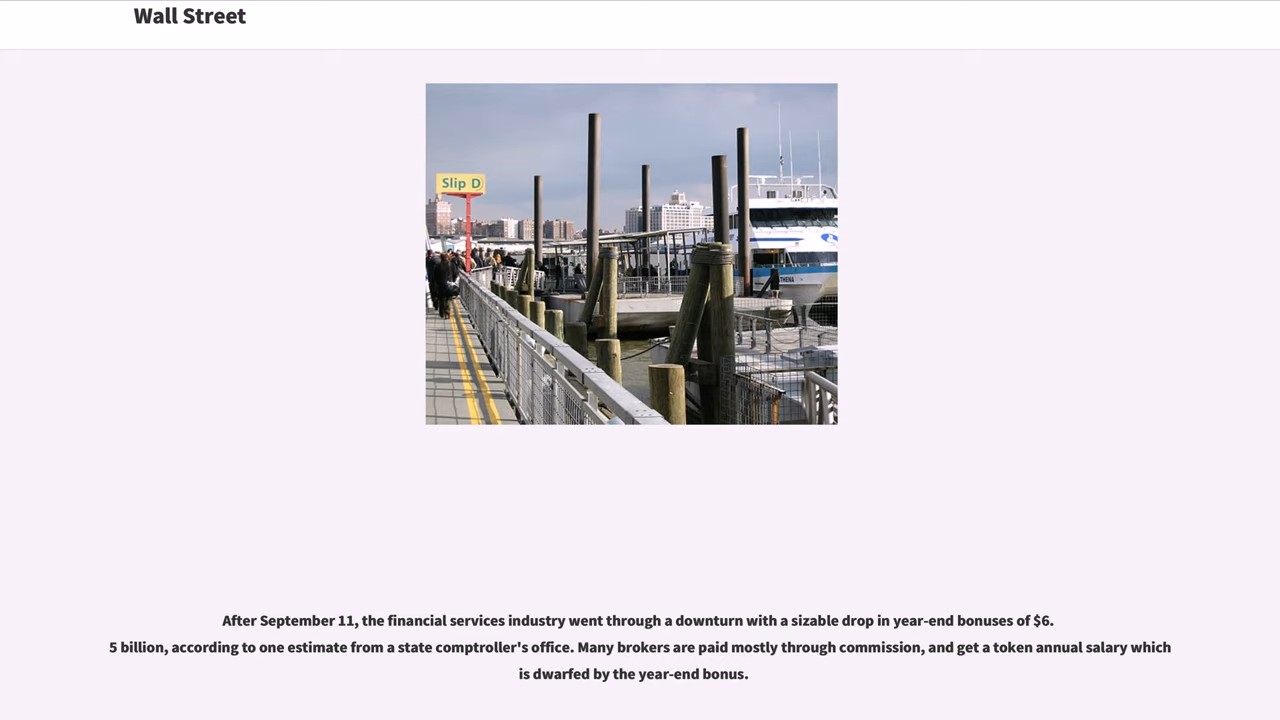 Wall Street
Slip D
ATHENA
After September 11, the financial services industry went through a downturn with a sizable drop in year-end bonuses of $6.
5 billion, according to one estimate from a state comptroller's office. Many brokers are paid mostly through commission, and get a token annual salary which
is dwarfed by the year-end bonus.